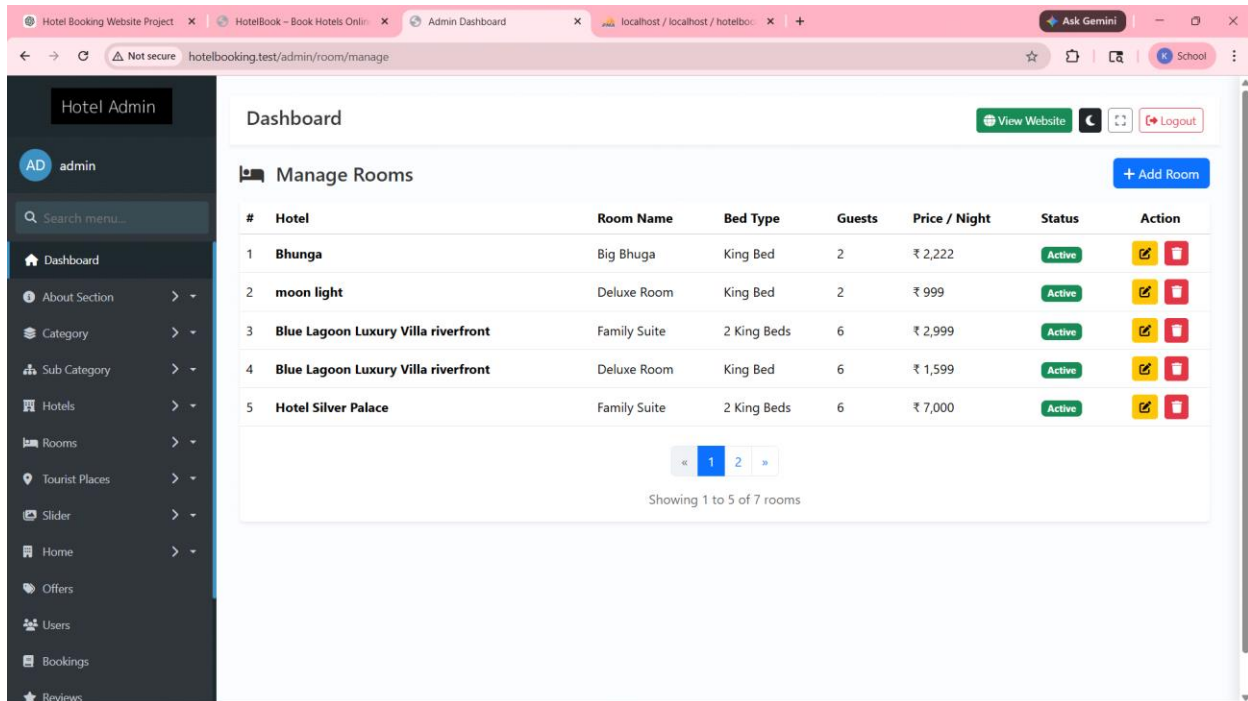 Hotel Booking Website Project
HotelBook – Book Hotels Onlin
Admin Dashboard
localhost / localhost / hotelboo
Ask Gemini
Not secure hotelbooking.test/admin/room/manage
K School
Hotel Admin
AD admin
Search menu...
Dashboard
About Section
Category
Sub Category
Hotels
Rooms
Tourist Places
Slider
Home
Offers
Users
Bookings
Reviews
Dashboard
View Website
Logout
Manage Rooms
+ Add Room
# Hotel Room Name Bed Type Guests Price / Night Status Action
1 Bhunga Big Bhuga King Bed 2 ₹ 2,222 Active
2 moon light Deluxe Room King Bed 2 ₹ 999 Active
3 Blue Lagoon Luxury Villa riverfront Family Suite 2 King Beds 6 ₹ 2,999 Active
4 Blue Lagoon Luxury Villa riverfront Deluxe Room King Bed 6 ₹ 1,599 Active
5 Hotel Silver Palace Family Suite 2 King Beds 6 ₹ 7,000 Active
« 1 2 »
Showing 1 to 5 of 7 rooms